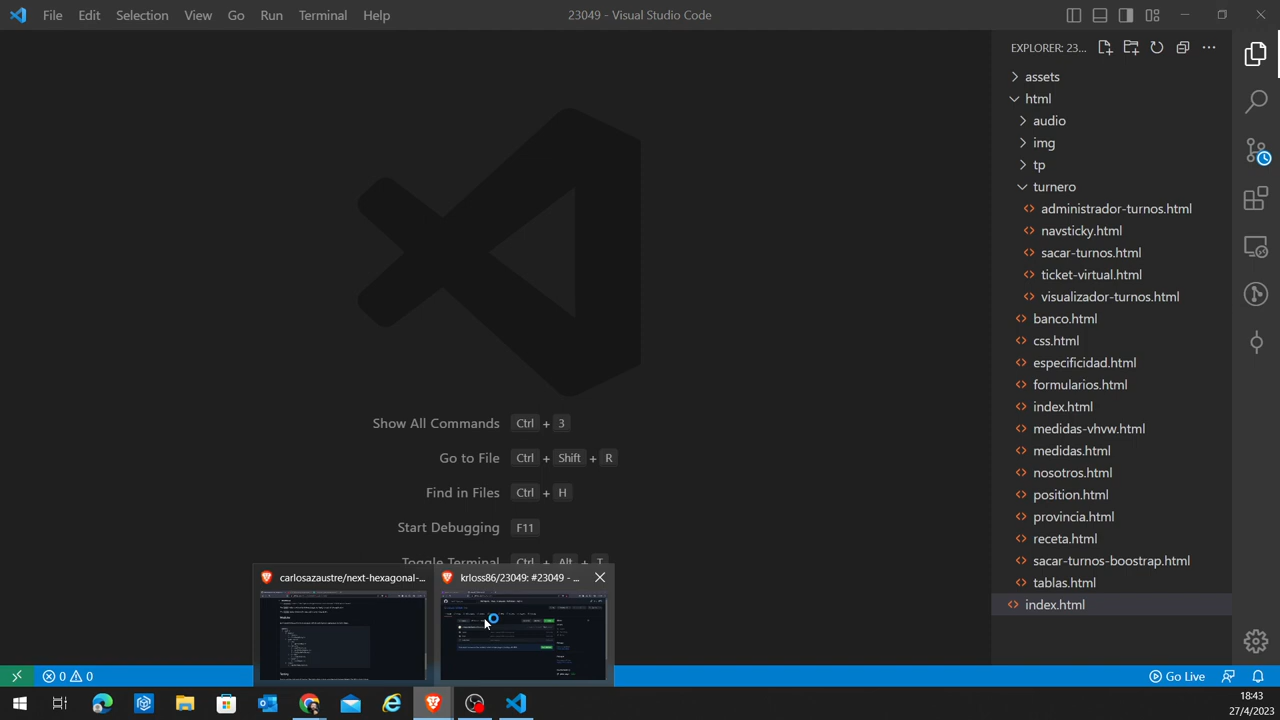 File Edit Selection View Go Run Terminal Help
23049 - Visual Studio Code
EXPLORER: 23...
assets
html
audio
img
tp
turnero
administrador-turnos.html
navsticky.html
sacar-turnos.html
ticket-virtual.html
visualizador-turnos.html
banco.html
css.html
especificidad.html
formularios.html
index.html
medidas-vhvw.html
medidas.html
nosotros.html
position.html
provincia.html
receta.html
sacar-turnos-boostrap.html
tablas.html
index.html
Show All Commands Ctrl + 3
Go to File Ctrl + Shift + R
Find in Files Ctrl + H
Start Debugging F11
Toggle Terminal Ctrl + Alt + T
carlosazaustre/next-hexagonal-...
krloss86/23049: #23049 - ...
0 0
Go Live
18:43
27/4/2023